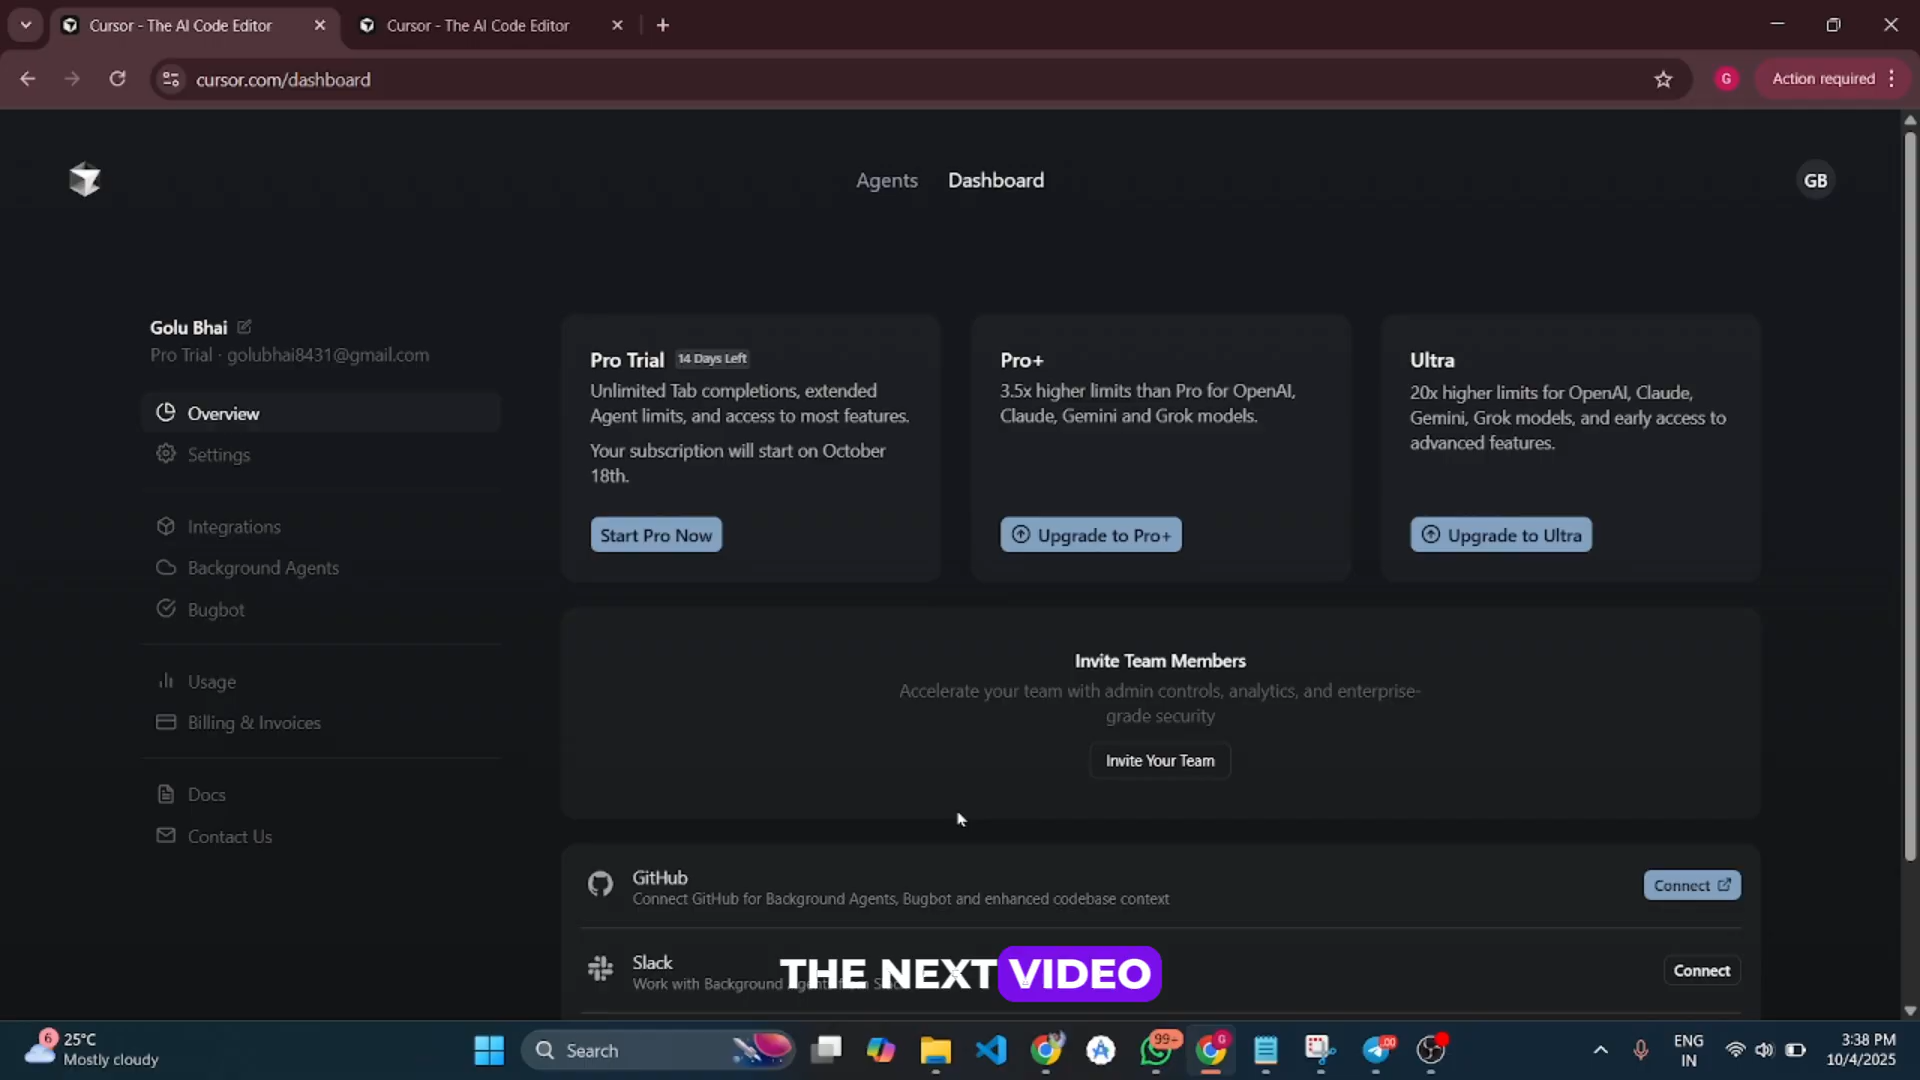 Cursor - The AI Code Editor
Cursor - The AI Code Editor
cursor.com/dashboard
G
Action required
Agents
Dashboard
GB
Golu Bhai
Pro Trial · golubhai8431@gmail.com
Overview
Settings
Integrations
Background Agents
Bugbot
Usage
Billing & Invoices
Docs
Contact Us
Pro Trial 14 Days Left
Unlimited Tab completions, extended
Agent limits, and access to most features.
Your subscription will start on October
18th.
Start Pro Now
Pro+
3.5x higher limits than Pro for OpenAI,
Claude, Gemini and Grok models.
Upgrade to Pro+
Ultra
20x higher limits for OpenAI, Claude,
Gemini, Grok models, and early access to
advanced features.
Upgrade to Ultra
Invite Team Members
Accelerate your team with admin controls, analytics, and enterprise-
grade security
Invite Your Team
GitHub
Connect GitHub for Background Agents, Bugbot and enhanced codebase context
Connect
Slack
Work with Background
Connect
THE NEXT VIDEO
6
25°C
Mostly cloudy
Search
99+
G
.00
ENG
IN
3:38 PM
10/4/2025